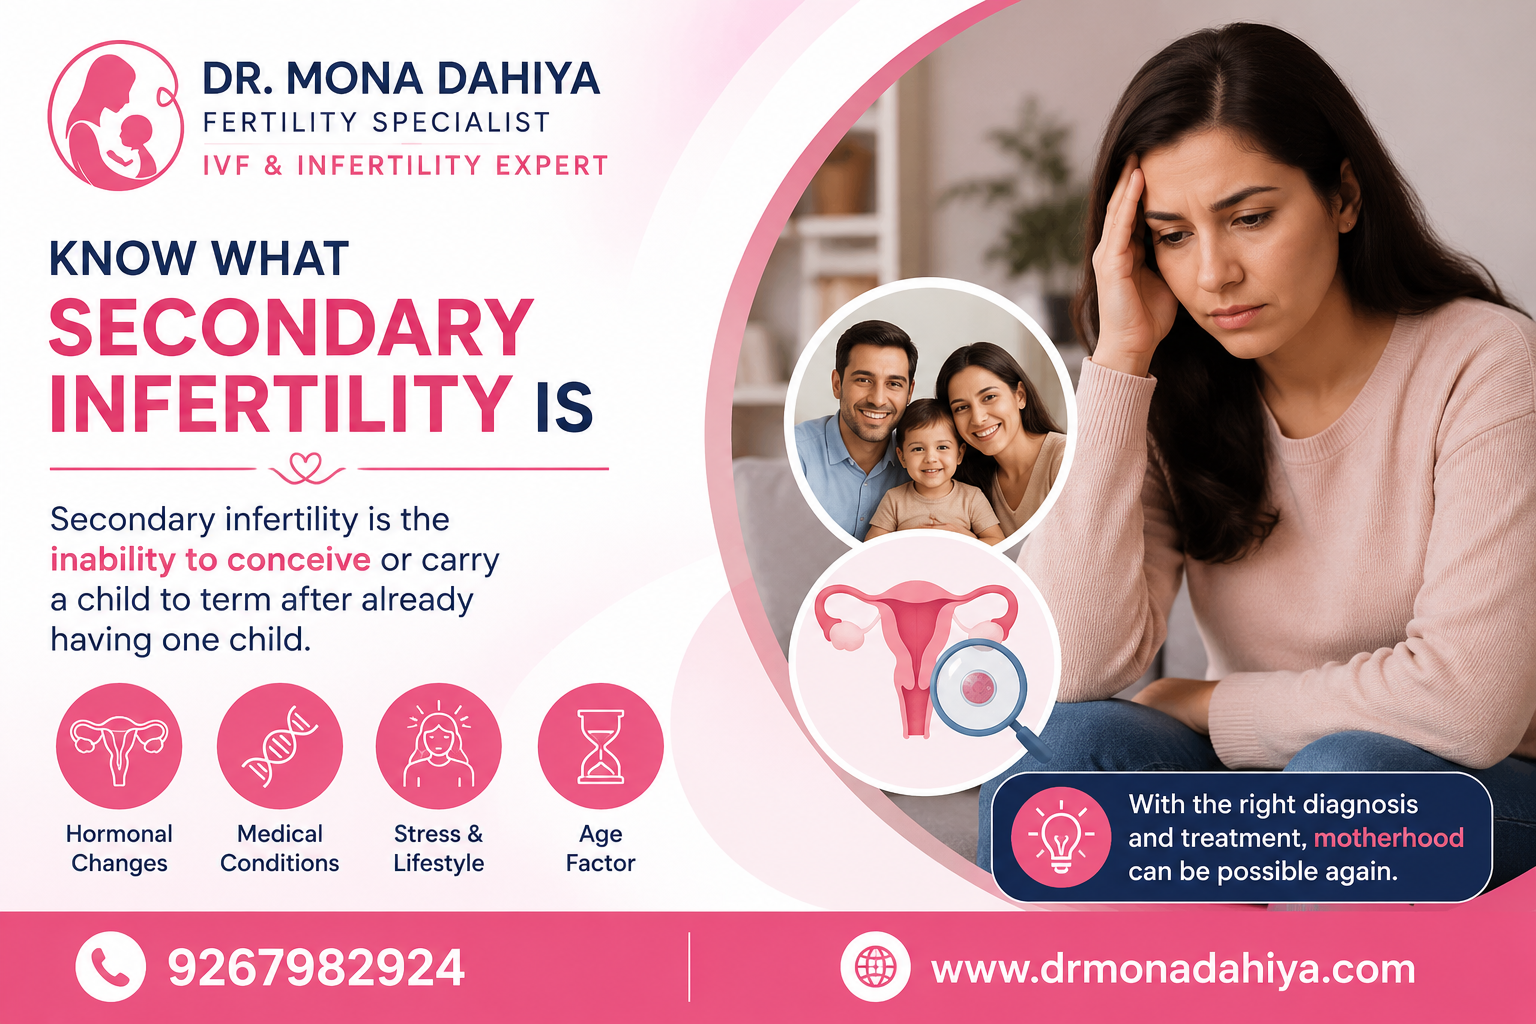 DR. MONA DAHIYA
FERTILITY SPECIALIST
IVF & INFERTILITY EXPERT
KNOW WHAT
SECONDARY
INFERTILITY IS
Secondary infertility is the
inability to conceive or carry
a child to term after already
having one child.
Hormonal
Changes
Medical
Conditions
Stress &
Lifestyle
Age
Factor
With the right diagnosis
and treatment, motherhood
can be possible again.
9267982924
www.drmonadahiya.com